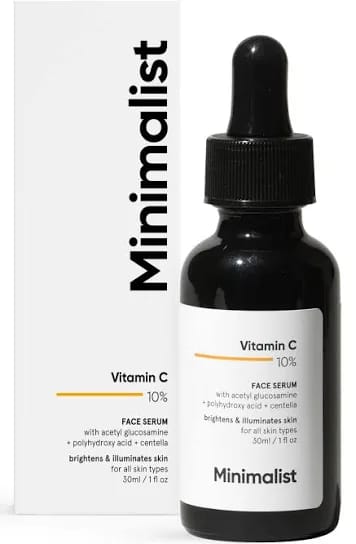 Minimalist
Vitamin C
10%
FACE SERUM
with acetyl glucosamine
+ polyhydroxy acid + centella
brightens & illuminates skin
for all skin types
30ml / 1 fl oz
Vitamin C
10%
FACE SERUM
with acetyl glucosamine
+ polyhydroxy acid + centella
brightens & illuminates skin
for all skin types
30ml / 1 fl oz
Minimalist